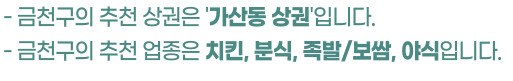 - 금천구의 추천 상권은 '가산동 상권'입니다.
- 금천구의 추천 업종은 치킨, 분식, 족발/보쌈, 야식입니다.